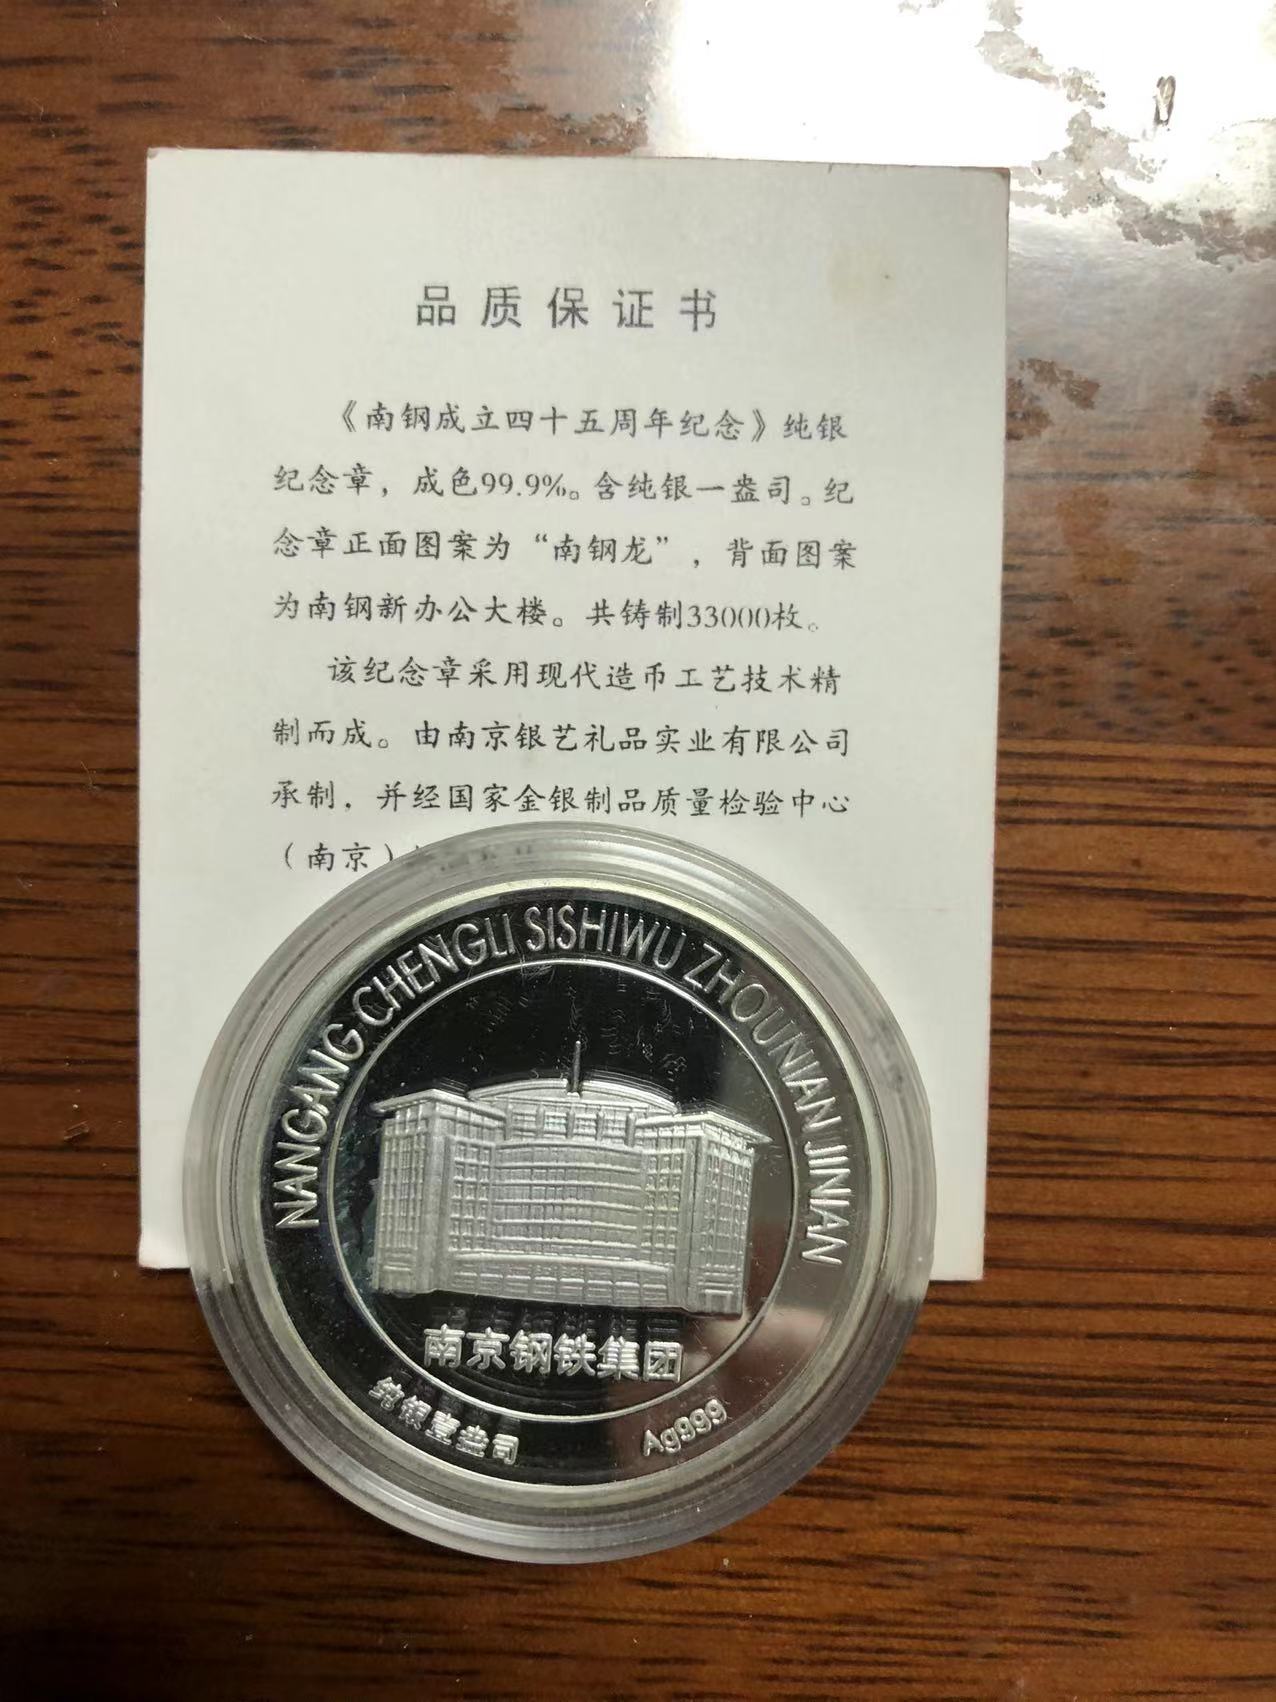 品质保证书
《南钢成立四十五周年纪念》纯银
纪念章，成色99.9%。含纯银一盎司。纪
念章正面图案为“南钢龙”，背面图案
为南钢新办公大楼。共铸制33000枚。
该纪念章采用现代造币工艺技术精
制而成。由南京银艺礼品实业有限公司
承制，并经国家金银制品质量检验中心
（南京）
NANGANG CHENGLI SISHIWU ZHOUNIAN JINIAN
南京钢铁集团
纯银壹盎司
Ag999